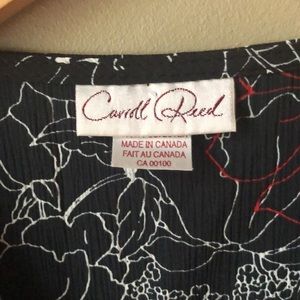 Carroll Reed
MADE IN CANADA
FAIT AU CANADA
CA 00100